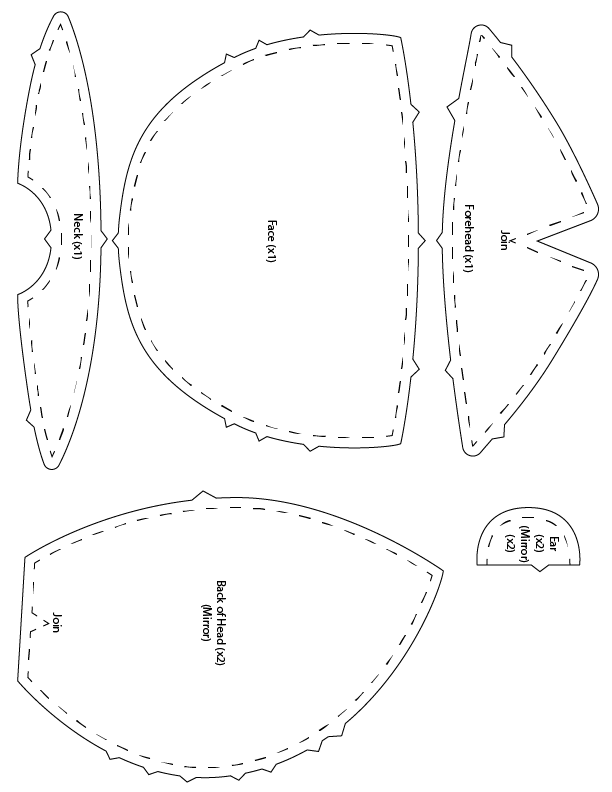 Neck (x1)
Face (x1)
Forehead (x1)
Join
Ear
(x2)
(Mirror)
(x2)
Back of Head (x2)
(Mirror)
Join